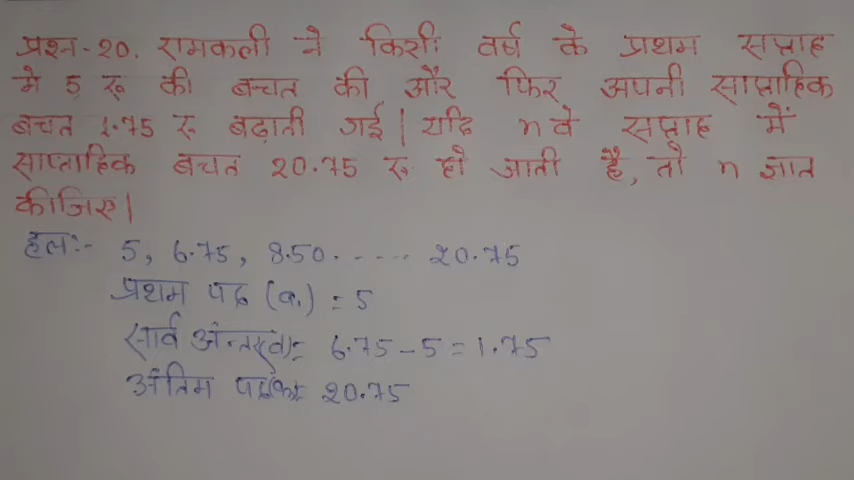 प्रश्न-20. रामकली ने किसी वर्ष के प्रथम सप्ताह
मे 5 रू की बचत की और फिर अपनी साप्ताहिक
बचत 1.75 रु बढ़ाती गई | यदि n वे सप्ताह में
साप्ताहिक बचत 20.75 रु हो जाती है, तो n ज्ञात
कीजिए |
हल:- 5, 6.75, 8.50. . . . . . 20.75
प्रथम पद (a.) = 5
सार्व अन्तर = 6.75 - 5 = 1.75
अंतिम पद = 20.75